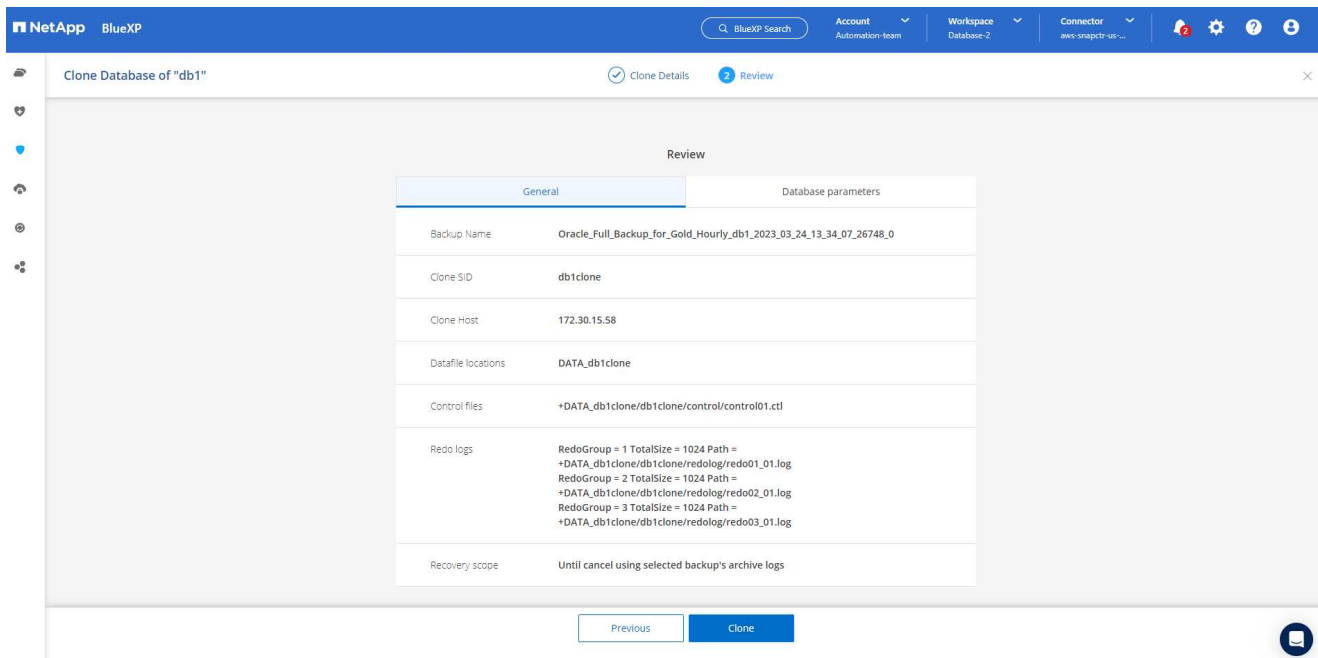 NetApp BlueXP
BlueXP Search
Account
Automation-team
Workspace
Database-2
Connector
aws-snapctr-us-...
2
Clone Database of "db1"
Clone Details
2 Review
Review
General
Database parameters
Backup Name Oracle_Full_Backup_for_Gold_Hourly_db1_2023_03_24_13_34_07_26748_0
Clone SID db1clone
Clone Host 172.30.15.58
Datafile locations DATA_db1clone
Control files +DATA_db1clone/db1clone/control/control01.ctl
Redo logs RedoGroup = 1 TotalSize = 1024 Path =
+DATA_db1clone/db1clone/redolog/redo01_01.log
RedoGroup = 2 TotalSize = 1024 Path =
+DATA_db1clone/db1clone/redolog/redo02_01.log
RedoGroup = 3 TotalSize = 1024 Path =
+DATA_db1clone/db1clone/redolog/redo03_01.log
Recovery scope Until cancel using selected backup's archive logs
Previous
Clone